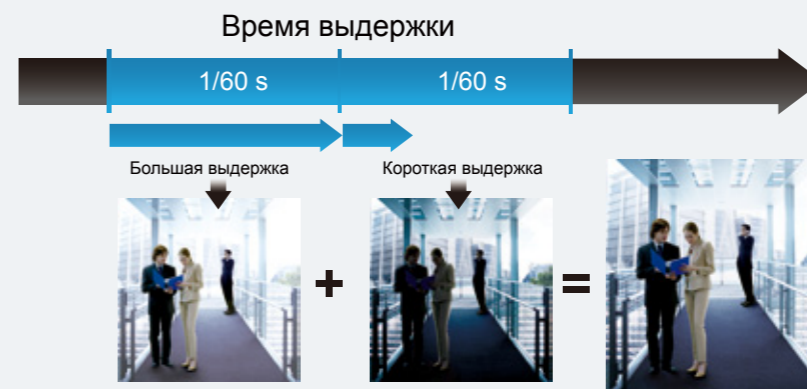 Время выдержки
1/60 s 1/60 s
Большая выдержка Короткая выдержка
+ =